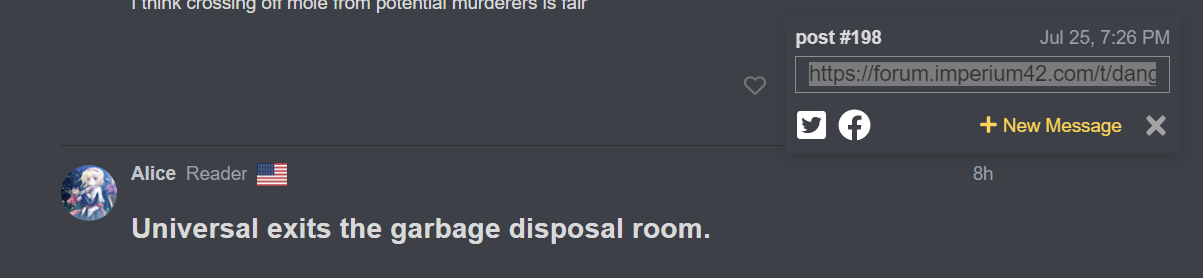 I think crossing off mole from potential murderers is fair
post #198 Jul 25, 7:26 PM
https://forum.imperium42.com/t/dang
+ New Message
Alice Reader 8h
Universal exits the garbage disposal room.